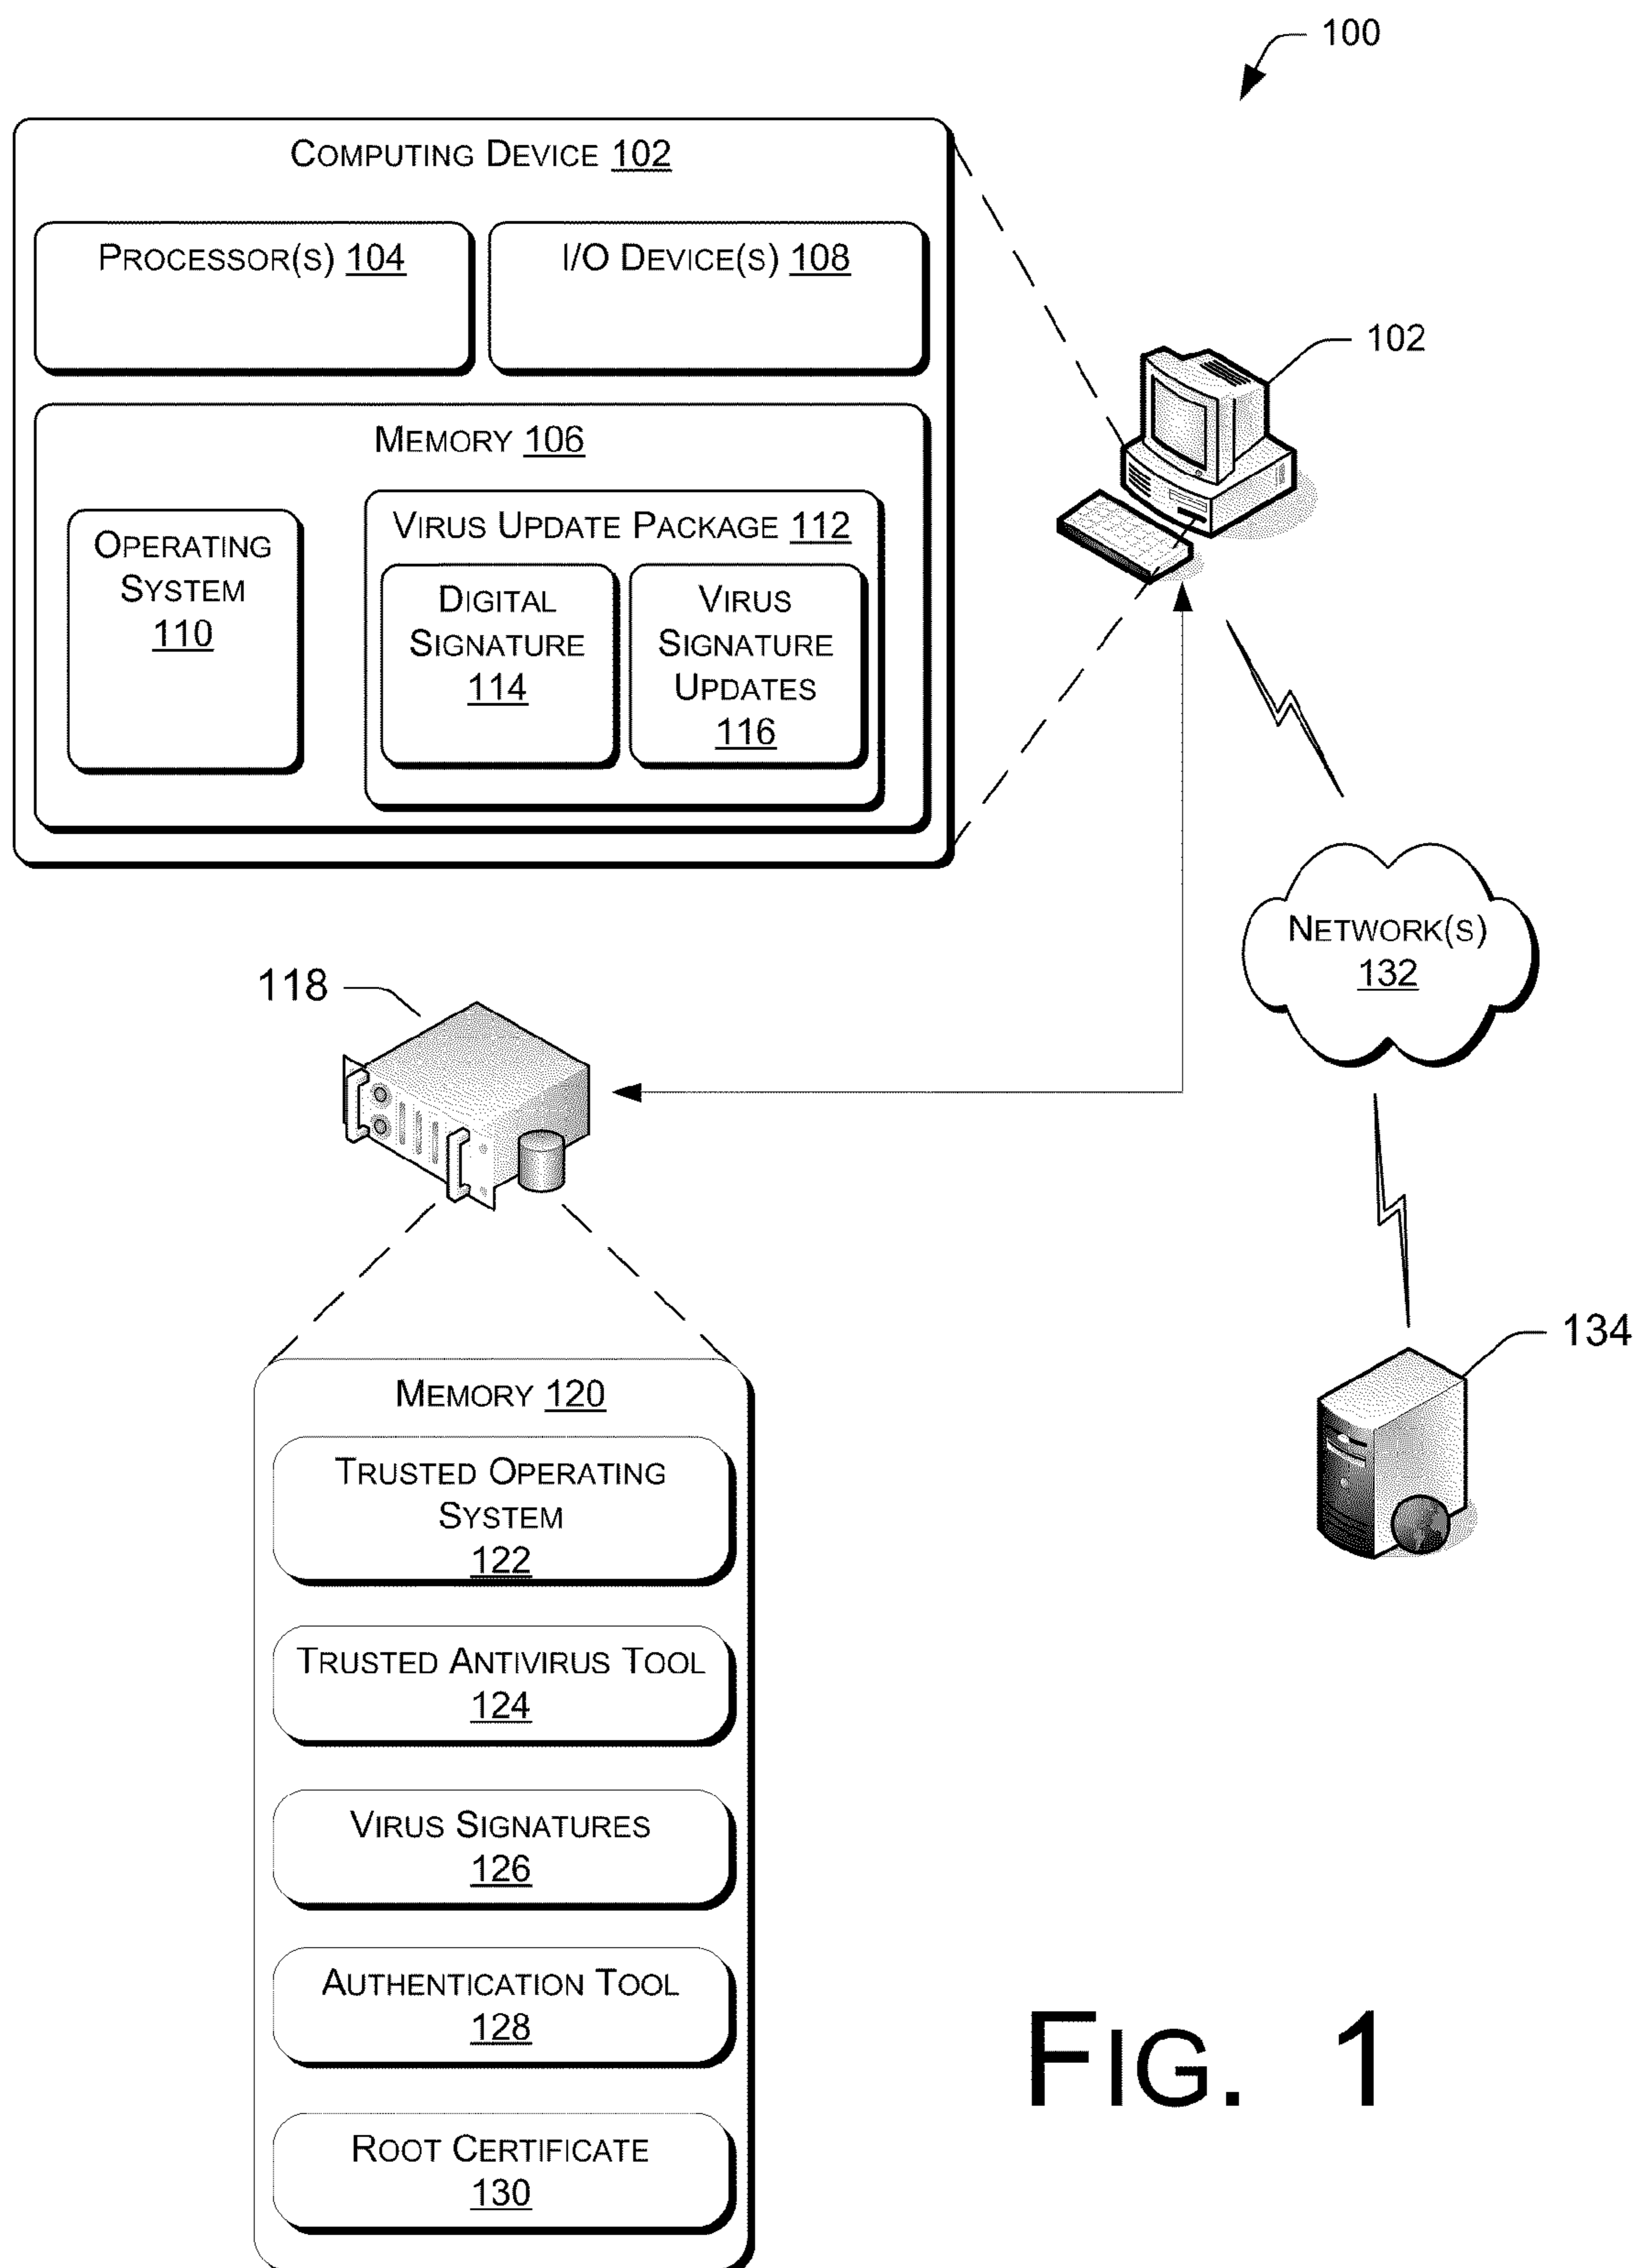 100
COMPUTING DEVICE 102
PROCESSOR(S) 104
I/O DEVICE(S) 108
102
MEMORY 106
OPERATING
SYSTEM
110
VIRUS UPDATE PACKAGE 112
DIGITAL
SIGNATURE
114
VIRUS
SIGNATURE
UPDATES
116
NETWORK(S)
132
118
134
MEMORY 120
TRUSTED OPERATING
SYSTEM
122
TRUSTED ANTIVIRUS TOOL
124
VIRUS SIGNATURES
126
AUTHENTICATION TOOL
128
ROOT CERTIFICATE
130
FIG. 1